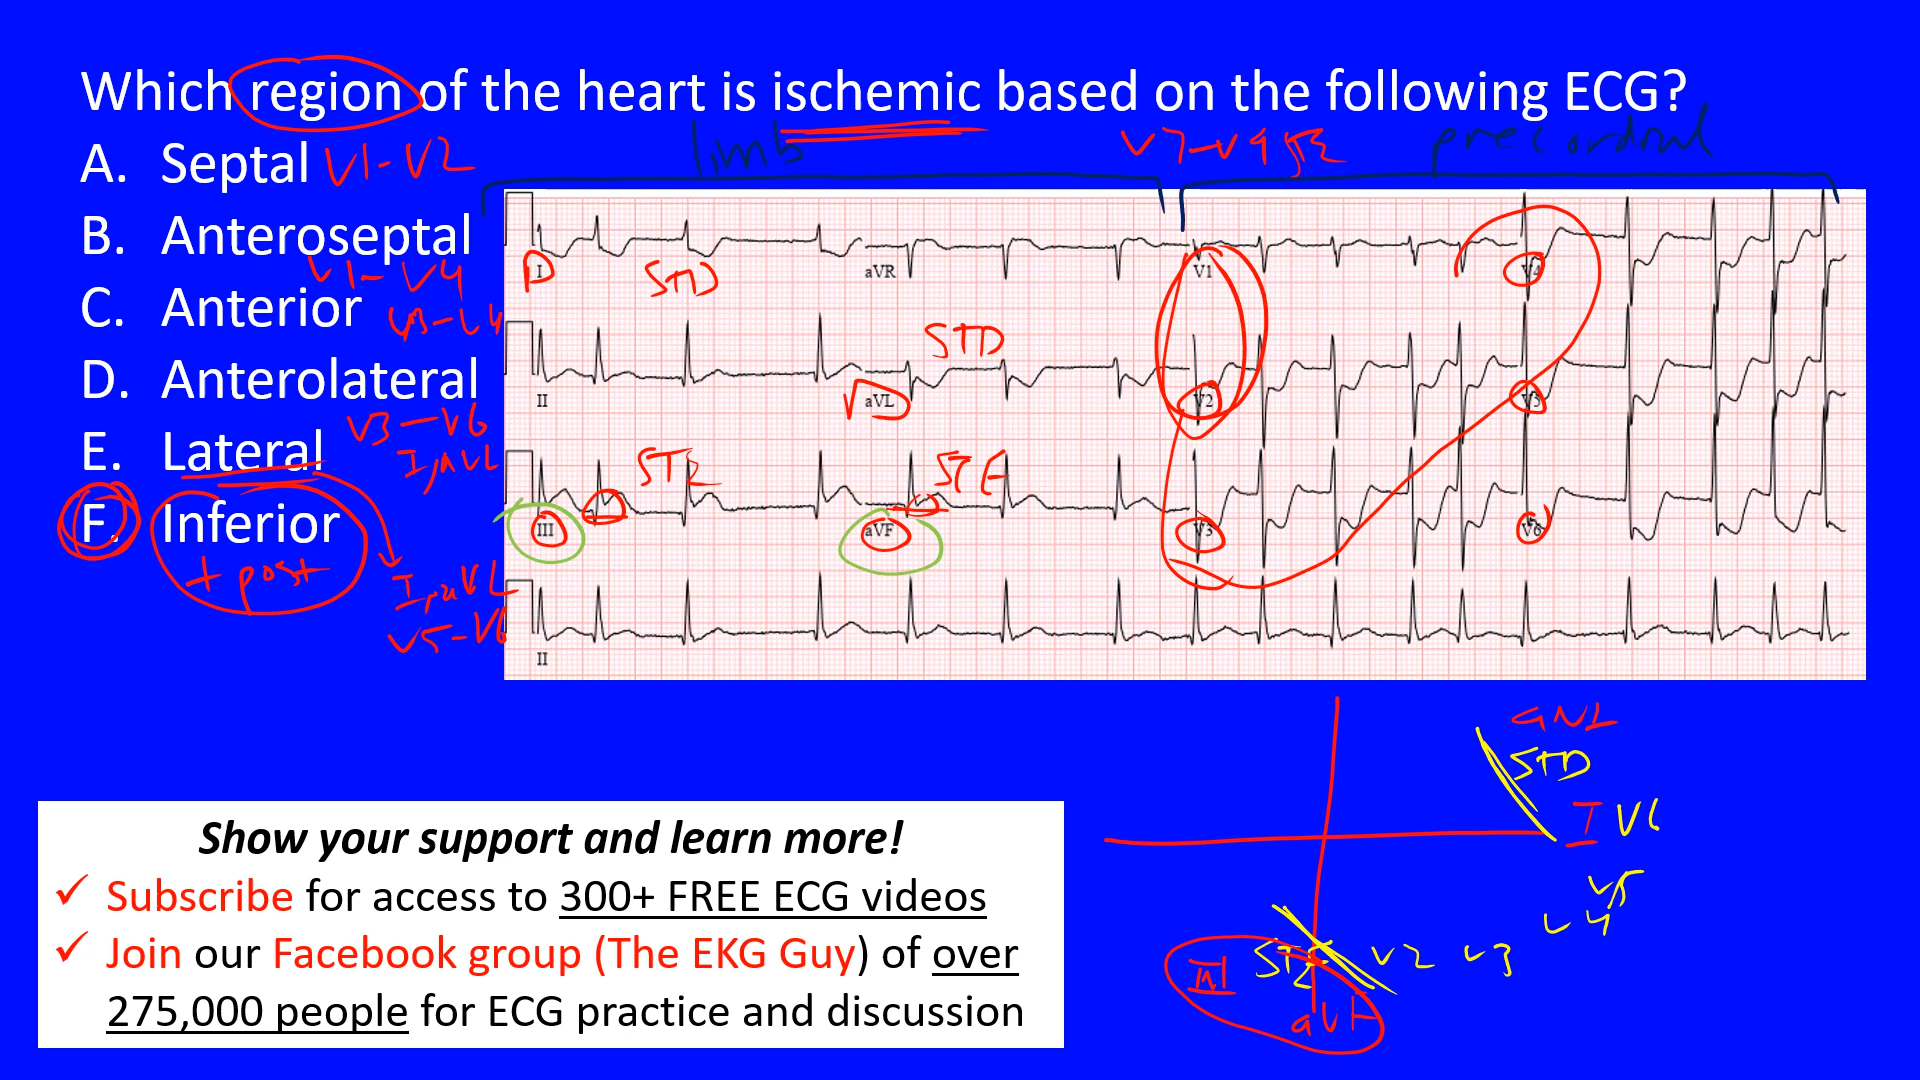 Which region of the heart is ischemic based on the following ECG?
limb
V7-V9 STE
precordial
A. Septal V1-V2
B. Anteroseptal
V1-V4
C. Anterior V3-V4
D. Anterolateral
V3-V6
I, aVL
E. Lateral
F. Inferior
+ post
I, aVL
V5-V6
I
STD
aVR
V1
V4
II
STD
aVL
V2
V5
III
STE
STE
aVF
V3
V6
II
STD
I V6
V5
V4
STE V2 V3
III
aVF
Show your support and learn more!
✓ Subscribe for access to 300+ FREE ECG videos
✓ Join our Facebook group (The EKG Guy) of over
275,000 people for ECG practice and discussion